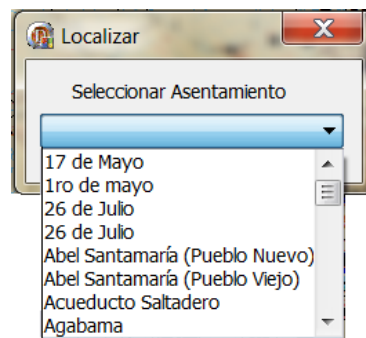 Localizar
Seleccionar Asentamiento
17 de Mayo
1ro de mayo
26 de Julio
26 de Julio
Abel Santamaría (Pueblo Nuevo)
Abel Santamaría (Pueblo Viejo)
Acueducto Saltadero
Agabama